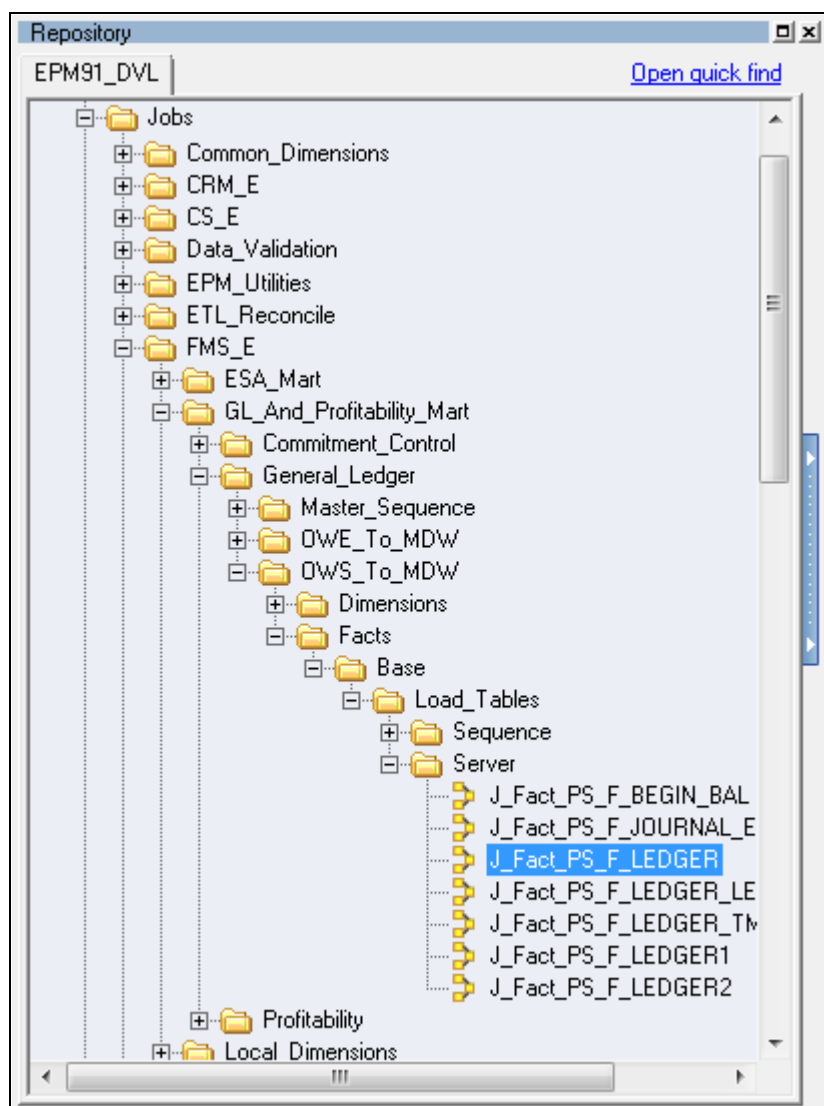 Repository
EPM91_DVL
Open quick find
Jobs
Common_Dimensions
CRM_E
CS_E
Data_Validation
EPM_Utilities
ETL_Reconcile
FMS_E
ESA_Mart
GL_And_Profitability_Mart
Commitment_Control
General_Ledger
Master_Sequence
OWE_To_MDW
OWS_To_MDW
Dimensions
Facts
Base
Load_Tables
Sequence
Server
J_Fact_PS_F_BEGIN_BAL
J_Fact_PS_F_JOURNAL_E
J_Fact_PS_F_LEDGER
J_Fact_PS_F_LEDGER_LE
J_Fact_PS_F_LEDGER_TM
J_Fact_PS_F_LEDGER1
J_Fact_PS_F_LEDGER2
Profitability
Local_Dimensions